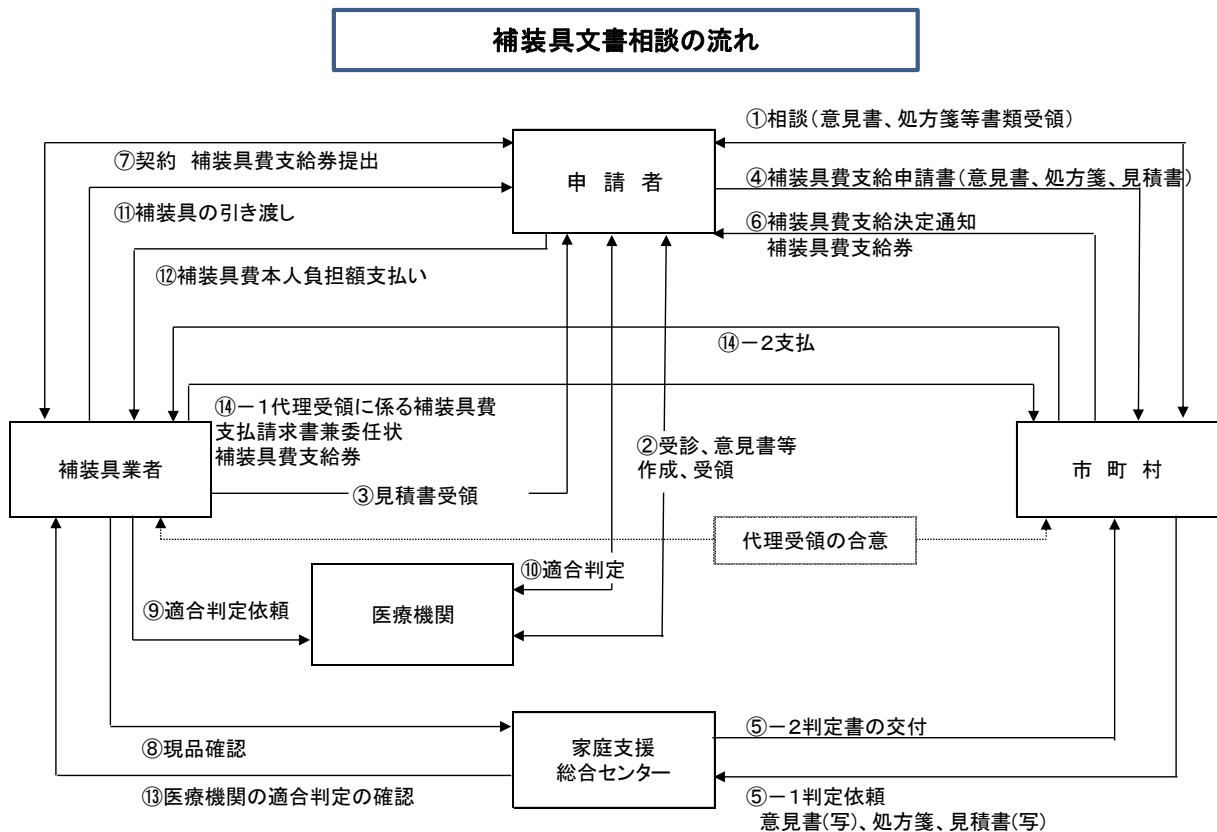 補装具文書相談の流れ
①相談（意見書、処方箋等書類受領）
⑦契約　補装具費支給券提出
申　請　者
④補装具費支給申請書（意見書、処方箋、見積書）
⑪補装具の引き渡し
⑥補装具費支給決定通知
補装具費支給券
⑫補装具費本人負担額支払い
⑭－２支払
⑭－１代理受領に係る補装具費
支払請求書兼委任状
補装具費支給券
②受診、意見書等
作成、受領
補装具業者
市　町　村
③見積書受領
代理受領の合意
⑩適合判定
⑨適合判定依頼
医療機関
⑤－２判定書の交付
家庭支援
総合センター
⑧現品確認
⑬医療機関の適合判定の確認
⑤－１判定依頼
意見書(写)、処方箋、見積書(写)